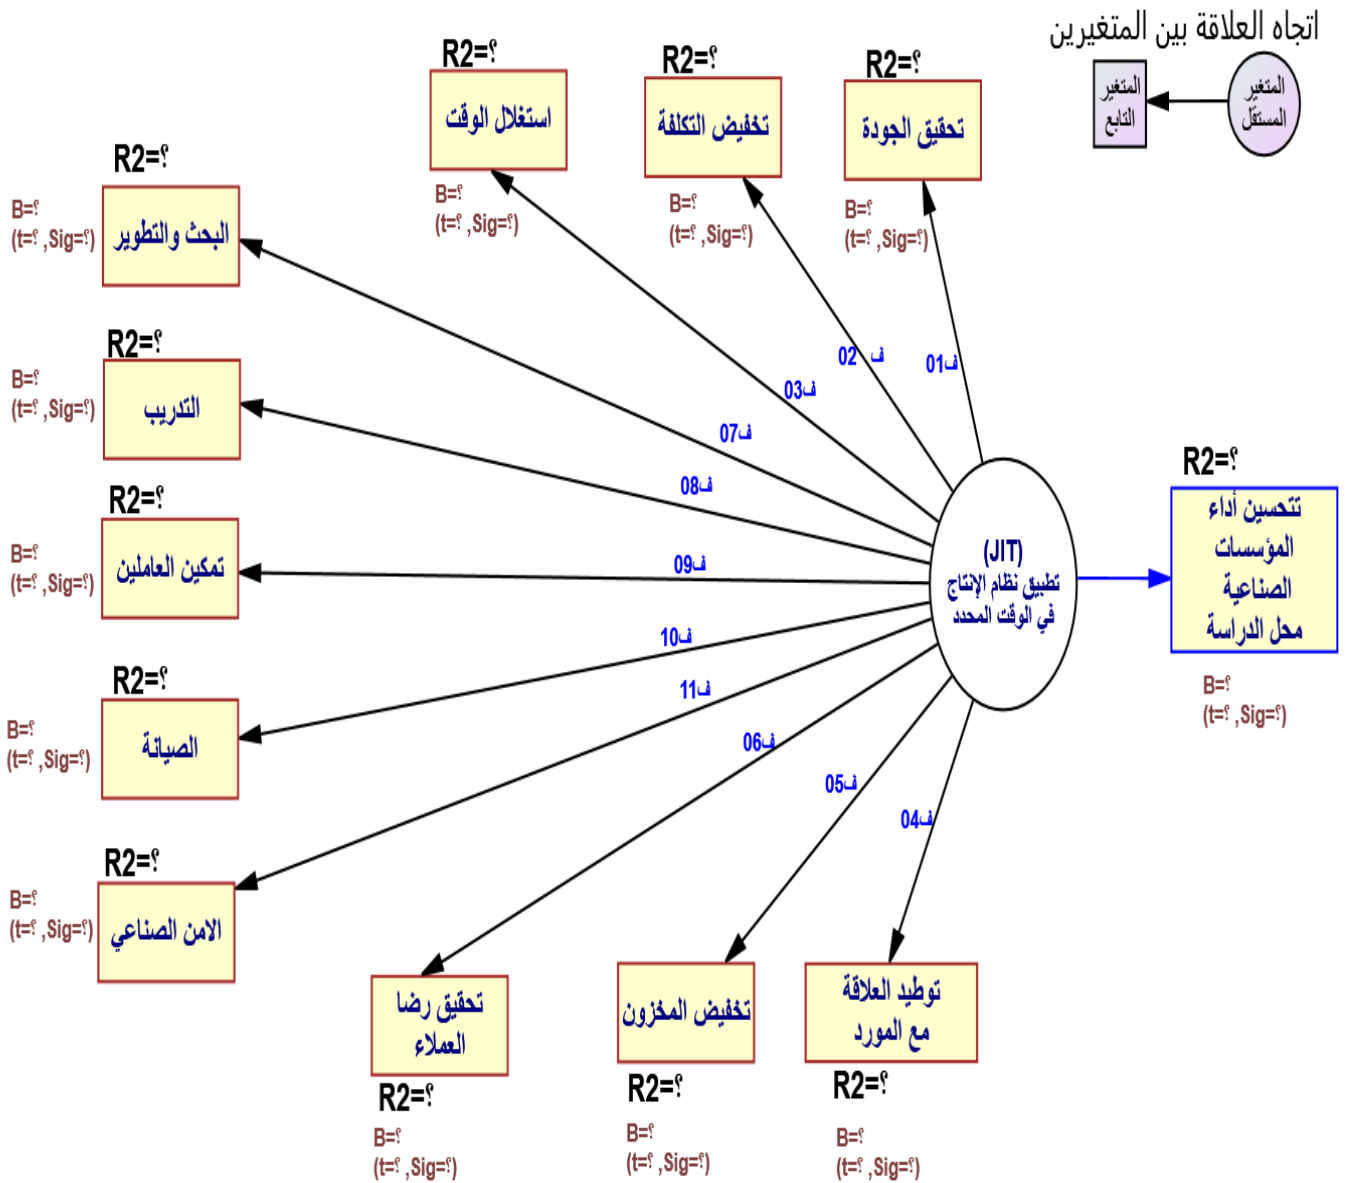 اتجاه العلاقة بين المتغيرين
المتغير
المستقل
المتغير
التابع
R2=؟
تحقيق الجودة
B=؟
(t=؟ ,Sig=؟)
R2=؟
تخفيض التكلفة
B=؟
(t=؟ ,Sig=؟)
R2=؟
استغلال الوقت
B=؟
(t=؟ ,Sig=؟)
R2=؟
البحث والتطوير
B=؟
(t=؟ ,Sig=؟)
R2=؟
التدريب
B=؟
(t=؟ ,Sig=؟)
R2=؟
تمكين العاملين
B=؟
(t=؟ ,Sig=؟)
R2=؟
الصيانة
B=؟
(t=؟ ,Sig=؟)
R2=؟
الامن الصناعي
B=؟
(t=؟ ,Sig=؟)
ف01
ف 02
ف03
ف07
ف08
ف09
ف10
ف11
ف06
ف05
ف04
(JIT)
تطبيق نظام الإنتاج
في الوقت المحدد
R2=؟
تتحسين أداء
المؤسسات
الصناعية
محل الدراسة
B=؟
(t=؟ ,Sig=؟)
توطيد العلاقة
مع المورد
R2=؟
B=؟
(t=؟ ,Sig=؟)
تخفيض المخزون
R2=؟
B=؟
(t=؟ ,Sig=؟)
تحقيق رضا
العملاء
R2=؟
B=؟
(t=؟ ,Sig=؟)